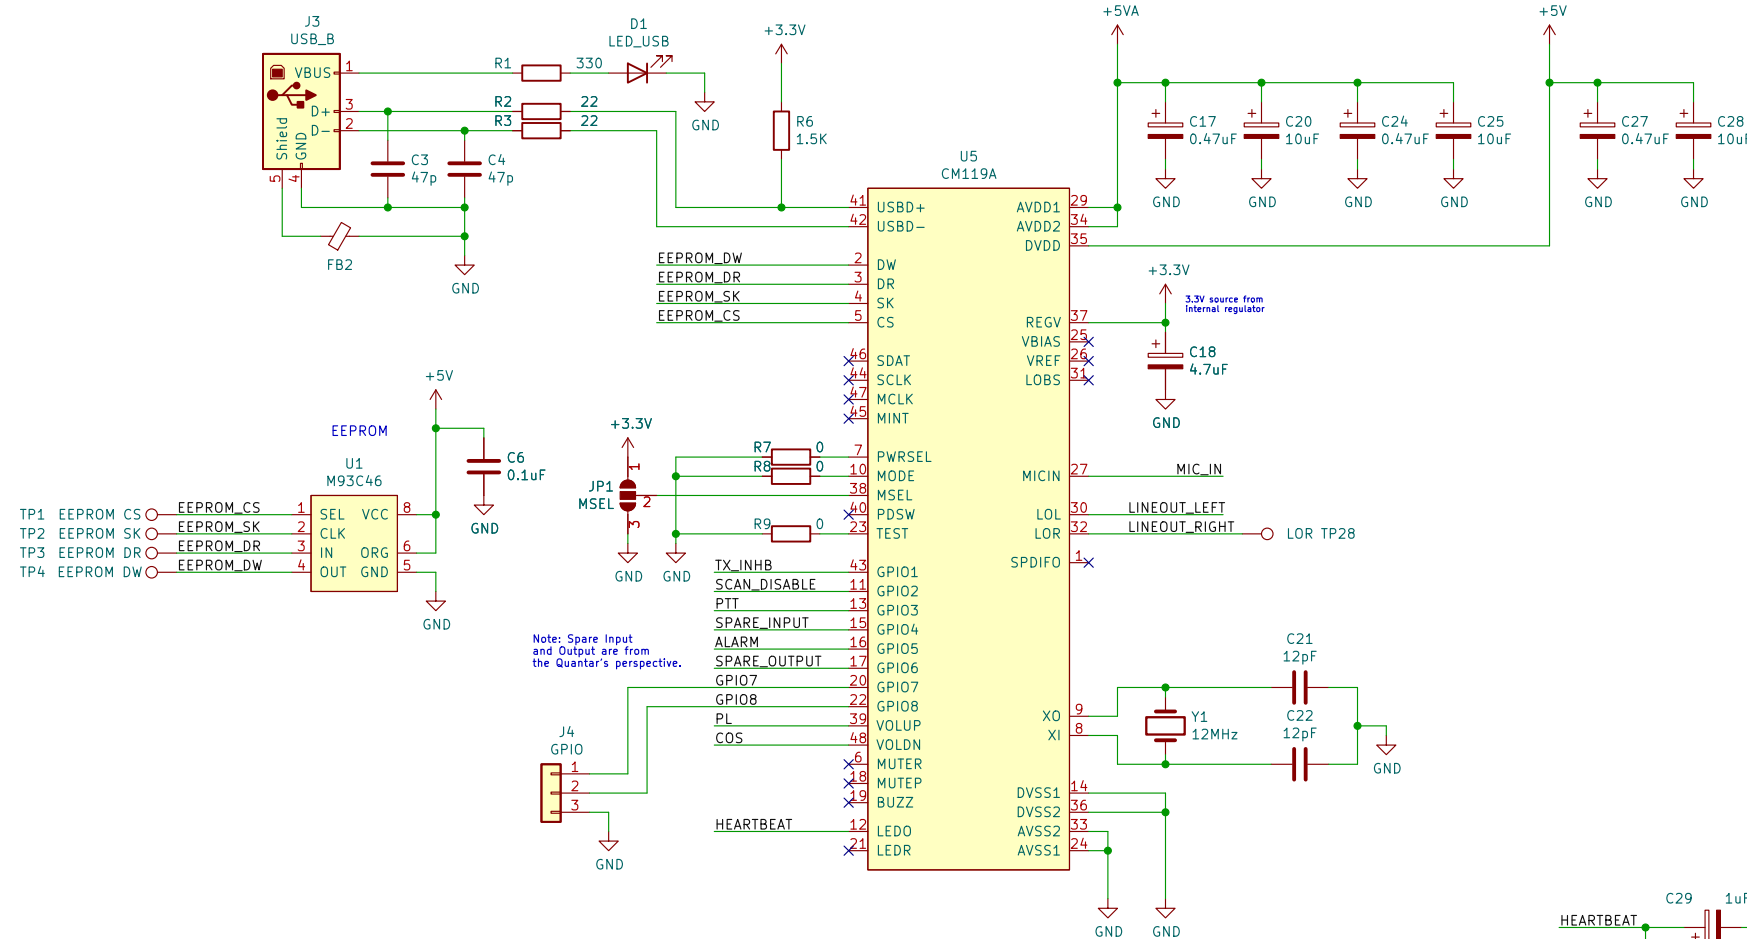 J3
USB_B
VBUS 1
D+ 3
D- 2
Shield
GND
5
4
R1 330
R2 22
R3 22
D1
LED_USB
GND
C3
47p
C4
47p
FB2
GND
+3.3V
R6
1.5K
+5VA
C17
0.47uF
GND
C20
10uF
GND
C24
0.47uF
GND
C25
10uF
GND
+5V
C27
0.47uF
GND
C28
GND
U5
CM119A
41 USBD+
42 USBD-
EEPROM_DW 2 DW
EEPROM_DR 3 DR
EEPROM_SK 4 SK
EEPROM_CS 5 CS
46 SDAT
44 SCLK
47 MCLK
45 MINT
R7 0 7 PWRSEL
R8 0 10 MODE
38 MSEL
40 PDSW
R9 0 23 TEST
+3.3V
JP1
MSEL
1
2
3
GND
GND
TX_INHB 43 GPIO1
SCAN_DISABLE 11 GPIO2
PTT 13 GPIO3
SPARE_INPUT 15 GPIO4
ALARM 16 GPIO5
SPARE_OUTPUT 17 GPIO6
GPIO7 20 GPIO7
GPIO8 22 GPIO8
PL 39 VOLUP
COS 48 VOLDN
6 MUTER
18 MUTEP
19 BUZZ
HEARTBEAT 12 LEDO
21 LEDR
AVDD1 29
AVDD2 34
DVDD 35
REGV 37
VBIAS 25
VREF 26
LOBS 31
+3.3V
3.3V source from
internal regulator
C18
4.7uF
GND
MICIN 27 MIC_IN
LOL 30 LINEOUT_LEFT
LOR 32 LINEOUT_RIGHT LOR TP28
SPDIFO 1
XO 9
XI 8
C21
12pF
C22
12pF
Y1
12MHz
GND
DVSS1 14
DVSS2 36
AVSS2 33
AVSS1 24
GND
GND
+5V
EEPROM
U1
M93C46
C6
0.1uF
GND
TP1 EEPROM CS EEPROM_CS 1 SEL VCC 8
TP2 EEPROM SK EEPROM_SK 2 CLK
TP3 EEPROM DR EEPROM_DR 3 IN ORG 6
TP4 EEPROM DW EEPROM_DW 4 OUT GND 5
GND
Note: Spare Input
and Output are from
the Quantar's perspective.
J4
GPIO
1
2
3
GND
C29
HEARTBEAT